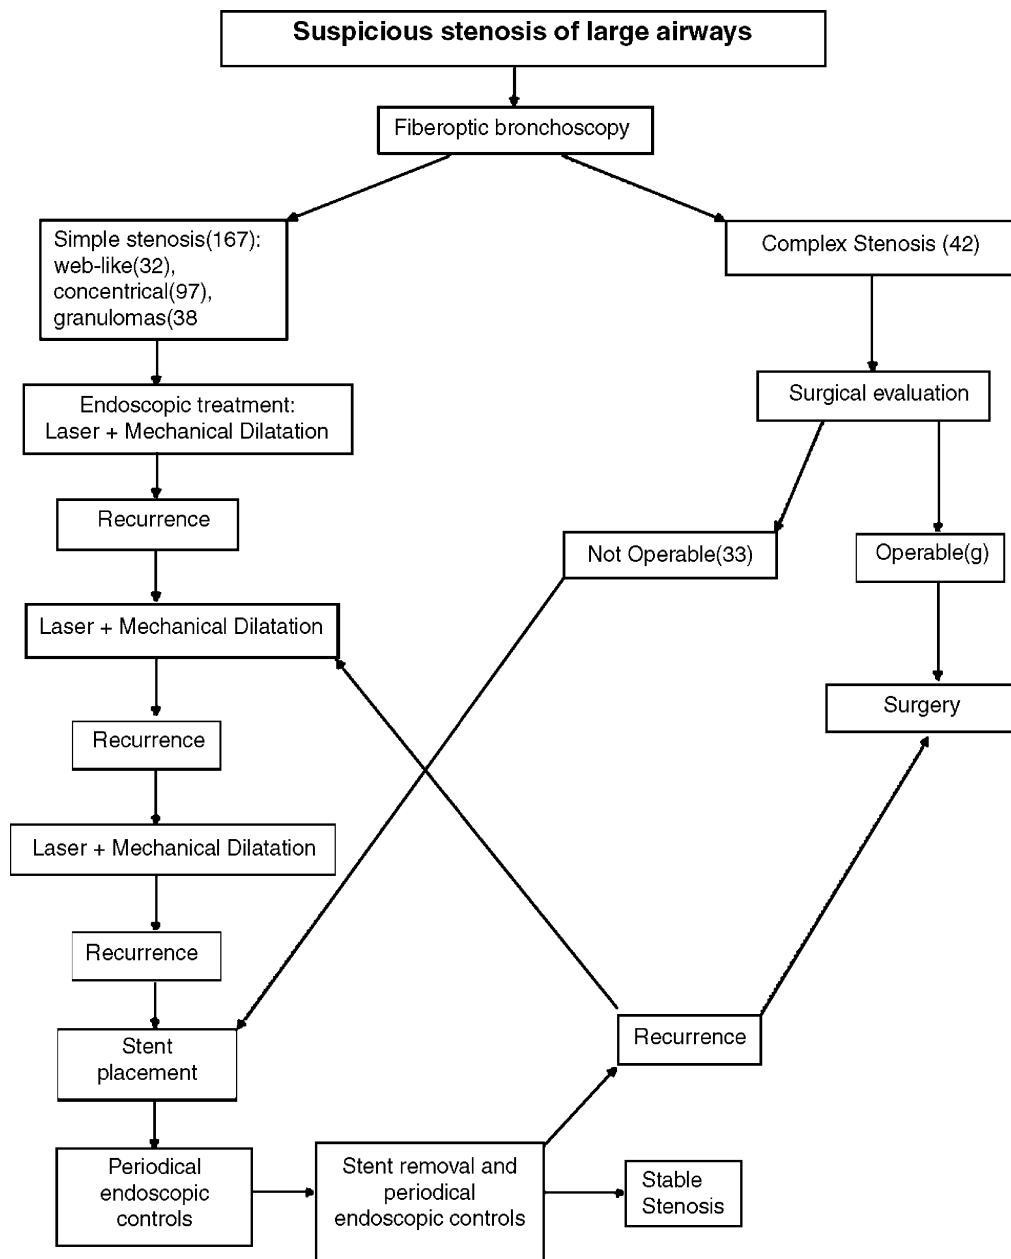 Suspicious stenosis of large airways
Fiberoptic bronchoscopy
Simple stenosis(167):
web-like(32),
concentrical(97),
granulomas(38
Complex Stenosis (42)
Endoscopic treatment:
Laser + Mechanical Dilatation
Surgical evaluation
Recurrence
Not Operable(33)
Operable(g)
Laser + Mechanical Dilatation
Surgery
Recurrence
Laser + Mechanical Dilatation
Recurrence
Stent
placement
Recurrence
Periodical
endoscopic
controls
Stent removal and
periodical
endoscopic controls
Stable
Stenosis